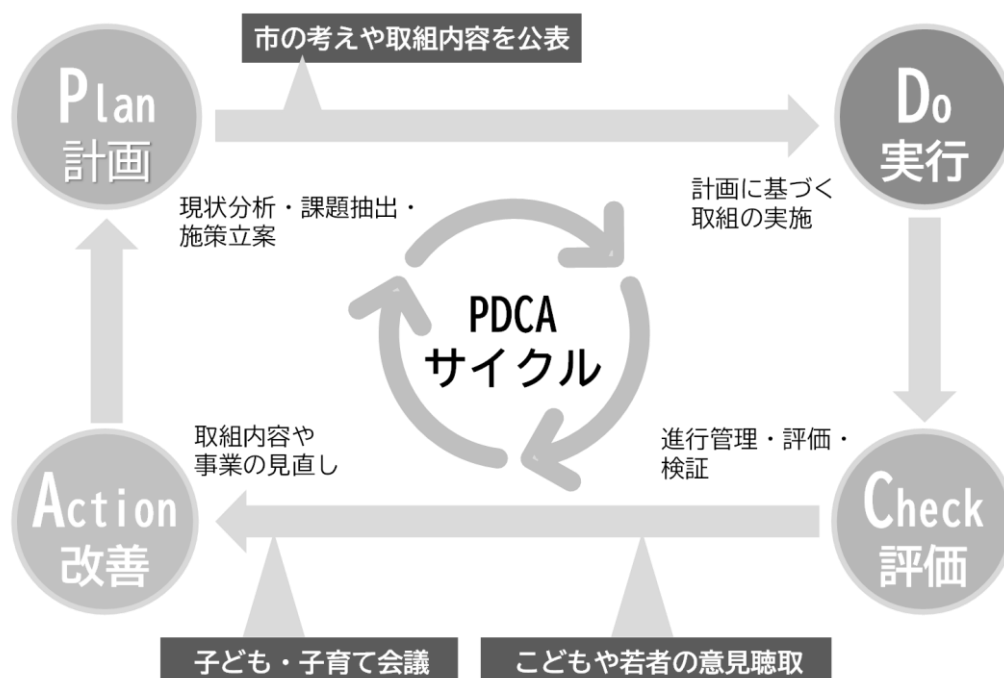 市の考えや取組内容を公表
Plan
計画
Do
実行
現状分析・課題抽出・
施策立案
計画に基づく
取組の実施
PDCA
サイクル
取組内容や
事業の見直し
進行管理・評価・
検証
Action
改善
Check
評価
子ども・子育て会議
こどもや若者の意見聴取